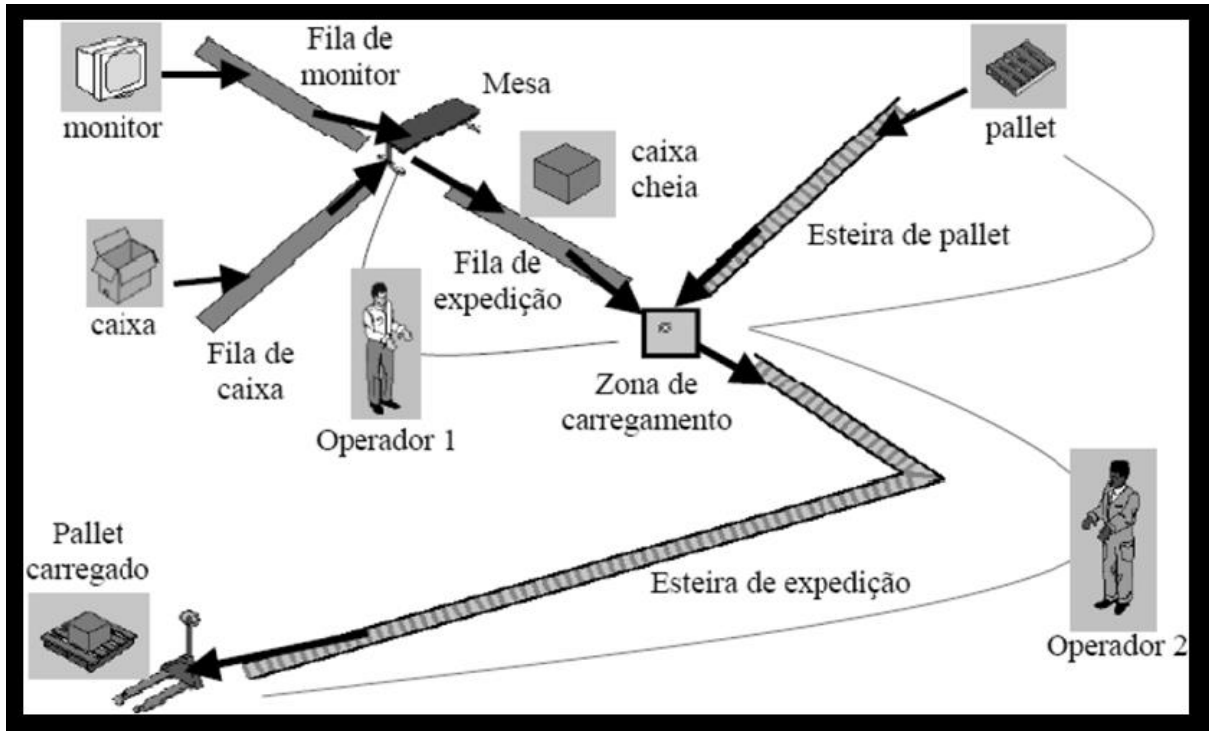 monitor
Fila de
monitor
Mesa
caixa
cheia
pallet
Esteira de pallet
caixa
Fila de
caixa
Operador 1
Fila de
expedição
Zona de
carregamento
Pallet
carregado
Esteira de expedição
Operador 2